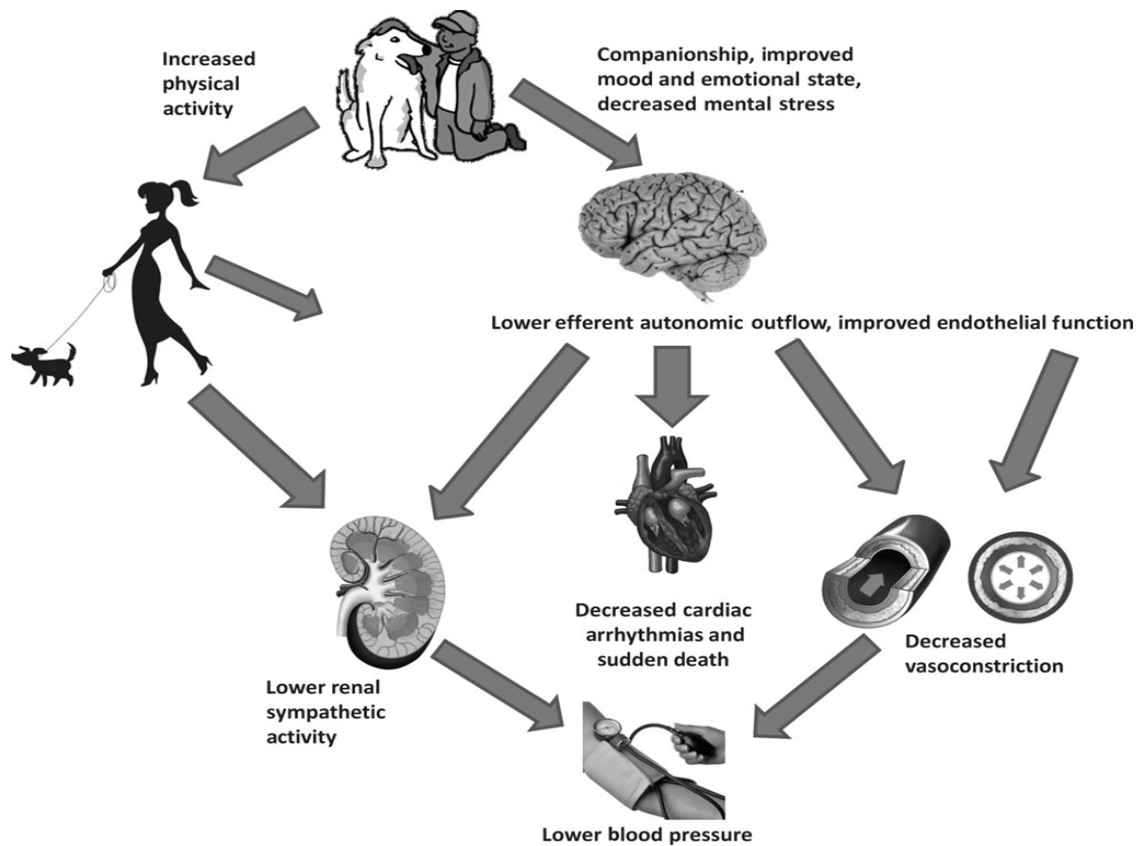 Increased
physical
activity
Companionship, improved
mood and emotional state,
decreased mental stress
Lower efferent autonomic outflow, improved endothelial function
Lower renal
sympathetic
activity
Decreased cardiac
arrhythmias and
sudden death
Decreased
vasoconstriction
Lower blood pressure